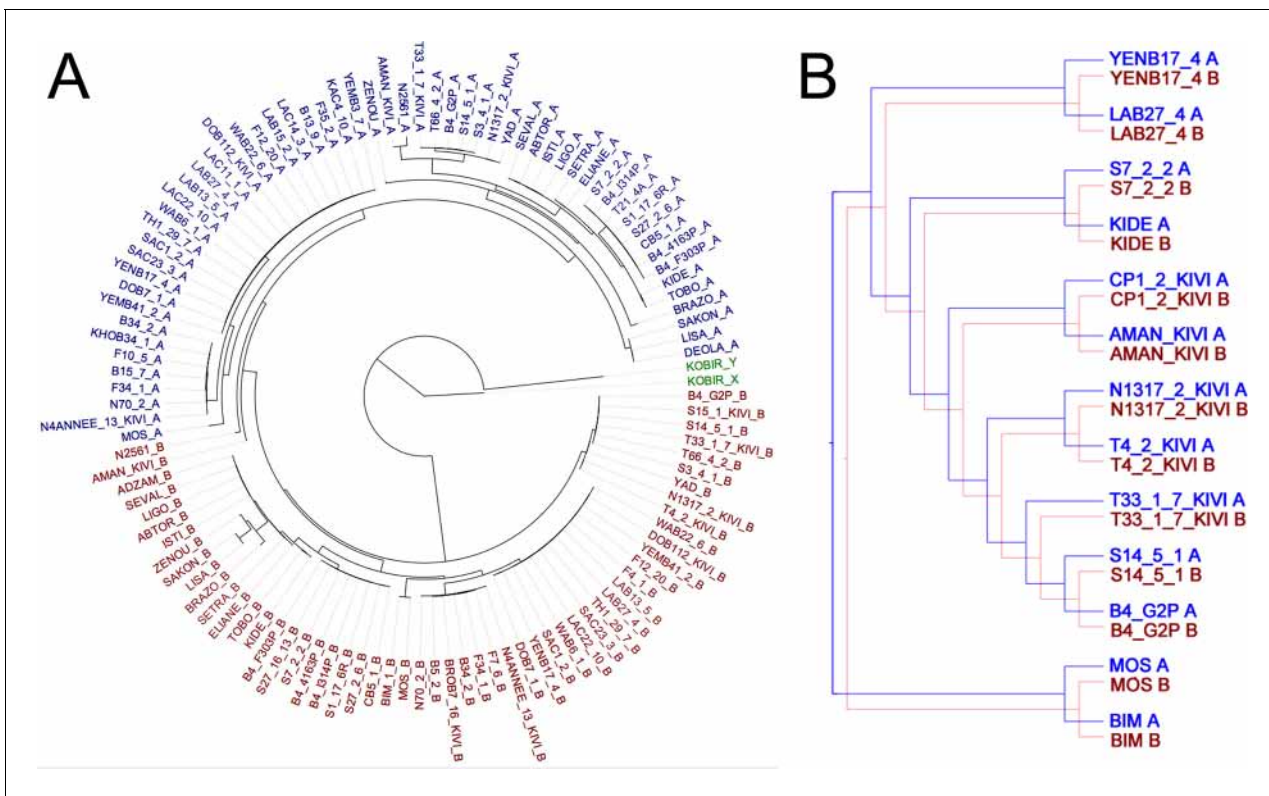 A
T33_1_7_KIVI_A
N2561_A
AMAN_KIVI_A
ZENOU_A
YEMB3_7_A
KAC4_10_A
F35_2_A
B13_9_A
LAC14_3_A
LAB15_2_A
F12_20_A
WAB22_6_A
DOB112_KIVI_A
LAC11_1_A
LAB27_4_A
LAB13_5_A
LAC22_10_A
WAB6_1_A
TH1_29_7_A
SAC1_2_A
SAC23_3_A
YENB17_4_A
DOB7_1_A
YEMB41_2_A
B34_2_A
KHOB34_1_A
F10_5_A
B15_7_A
F34_1_A
N70_2_A
N4ANNEE_13_KIVI_A
MOS_A
T66_4_2_A
B4_G2P_A
S14_5_1_A
S3_4_1_A
N1317_2_KIVI_A
YAD_A
SEVAL_A
ABTOR_A
ISTI_A
LIGO_A
SETRA_A
ELIANE_A
S7_2_2_A
B4_I314P_A
T21_4A_A
S1_17_6R_A
S27_2_6_A
CB5_1_A
B4_4163P_A
B4_F303P_A
KIDE_A
TOBO_A
BRAZO_A
SAKON_A
LISA_A
DEOLA_A
KOBIR_Y
KOBIR_X
B4_G2P_B
S15_1_KIVI_B
S14_5_1_B
T33_1_7_KIVI_B
T66_4_2_B
S3_4_1_B
YAD_B
N1317_2_KIVI_B
T4_2_KIVI_B
WAB22_6_B
DOB112_KIVI_B
YEMB41_2_B
F12_20_B
F4_1_B
LAB13_5_B
LAB27_4_B
TH1_29_7_B
SAC23_3_B
LAC22_10_B
WAB6_1_B
SAC1_2_B
YENB17_4_B
DOB7_1_B
N4ANNEE_13_KIVI_B
F7_6_B
F34_1_B
B34_2_B
BROB7_16_KIVI_B
B5_2_B
N70_2_B
MOS_B
BIM_1_B
CB5_1_B
S27_2_6_B
S1_17_6R_B
B4_I314P_B
B4_4163P_B
S7_2_2_B
S27_16_13_B
B4_F303P_B
KIDE_B
TOBO_B
ELIANE_B
SETRA_B
BRAZO_B
LISA_B
SAKON_B
ZENOU_B
ISTI_B
ABTOR_B
LIGO_B
SEVAL_B
ADZAM_B
AMAN_KIVI_B
N2561_B
B
YENB17_4 A
YENB17_4 B
LAB27_4 A
LAB27_4 B
S7_2_2 A
S7_2_2 B
KIDE A
KIDE B
CP1_2_KIVI A
CP1_2_KIVI B
AMAN_KIVI A
AMAN_KIVI B
N1317_2_KIVI A
N1317_2_KIVI B
T4_2_KIVI A
T4_2_KIVI B
T33_1_7_KIVI A
T33_1_7_KIVI B
S14_5_1 A
S14_5_1 B
B4_G2P A
B4_G2P B
MOS A
MOS B
BIM A
BIM B